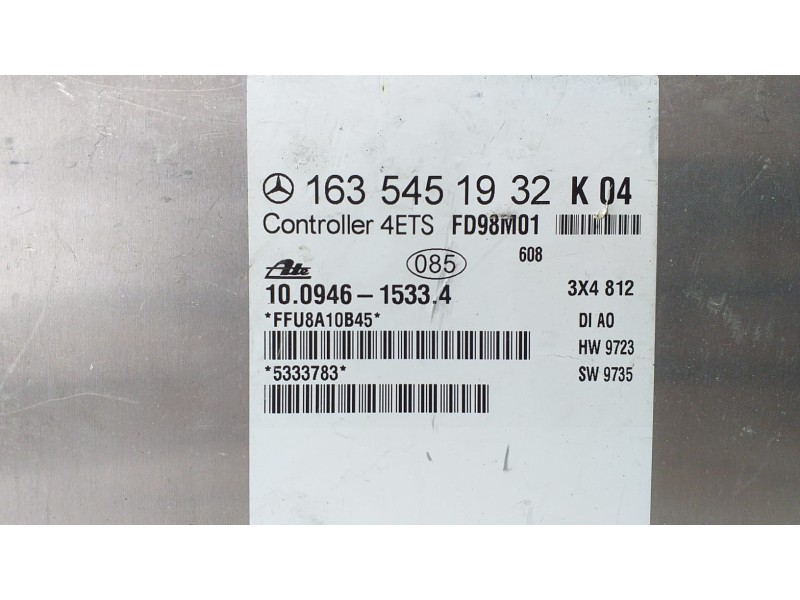 163 545 19 32 K 04
Controller 4ETS FD98M01
608
Ate 085
10.0946-1533.4 3X4 812
*FFU8A10B45* DI AO
HW 9723
*5333783* SW 9735